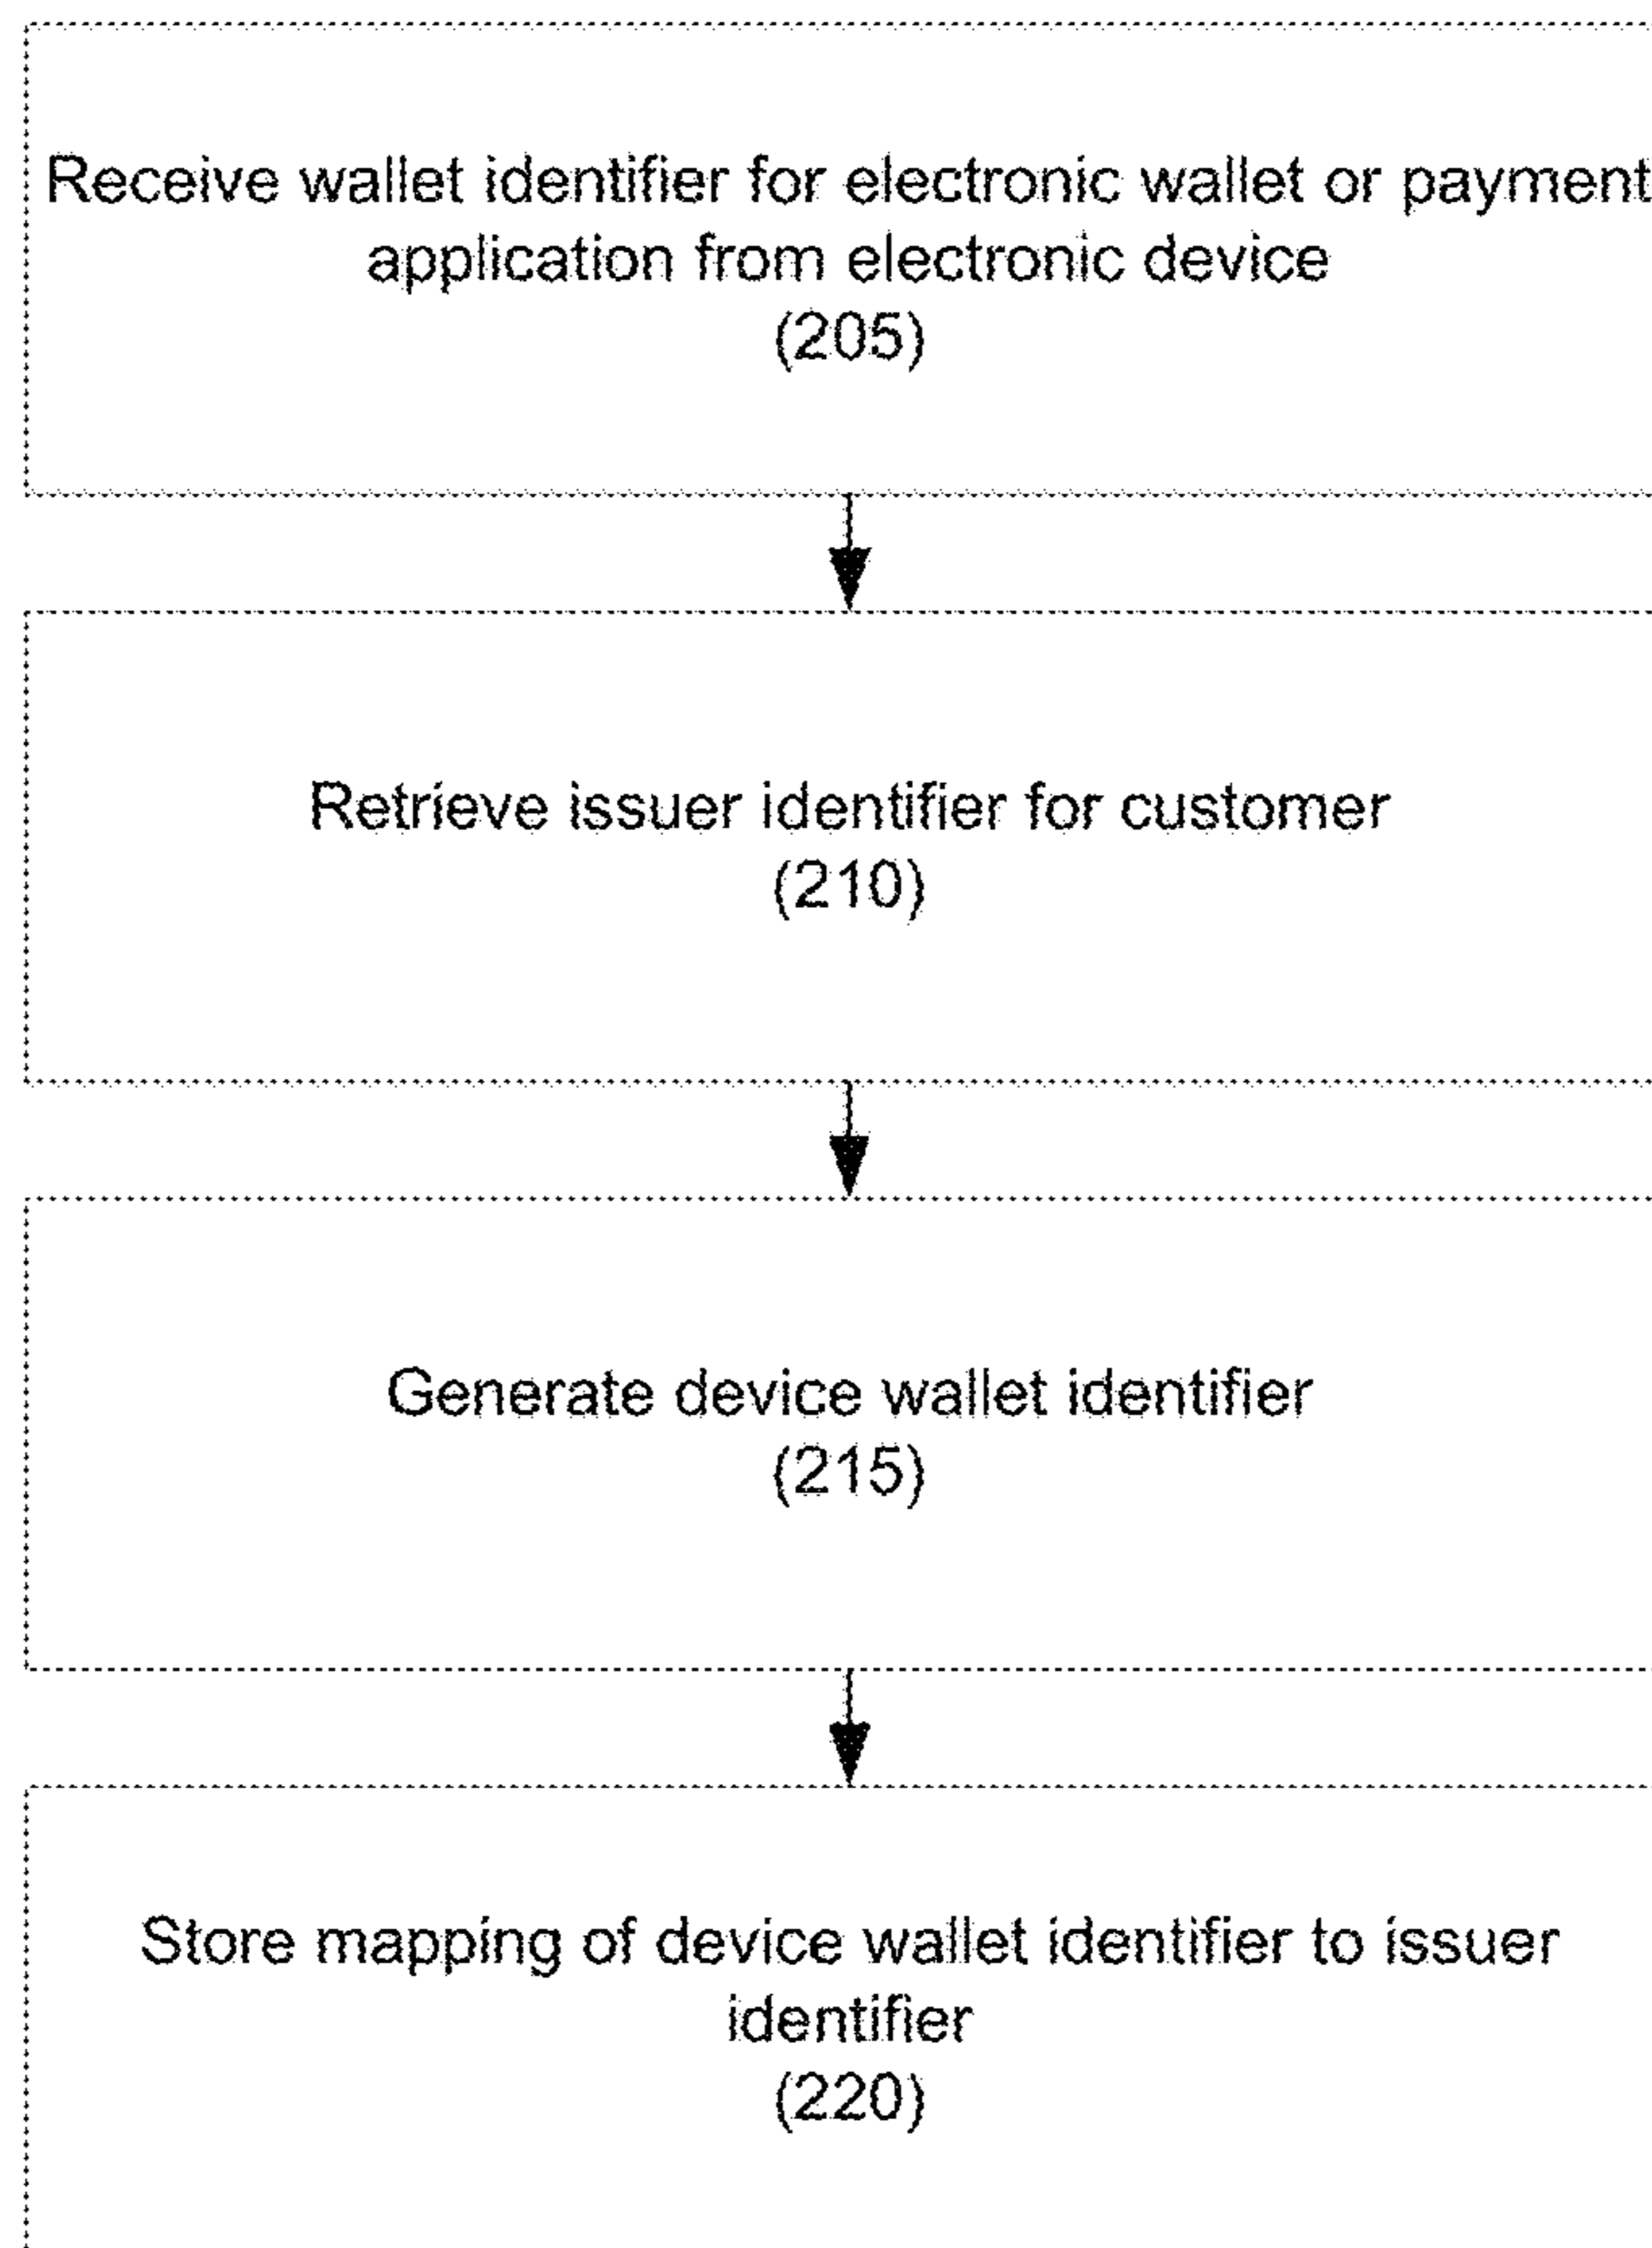 Receive wallet identifier for electronic wallet or payment
application from electronic device
(205)
Retrieve issuer identifier for customer
(210)
Generate device wallet identifier
(215)
Store mapping of device wallet identifier to issuer
identifier
(220)